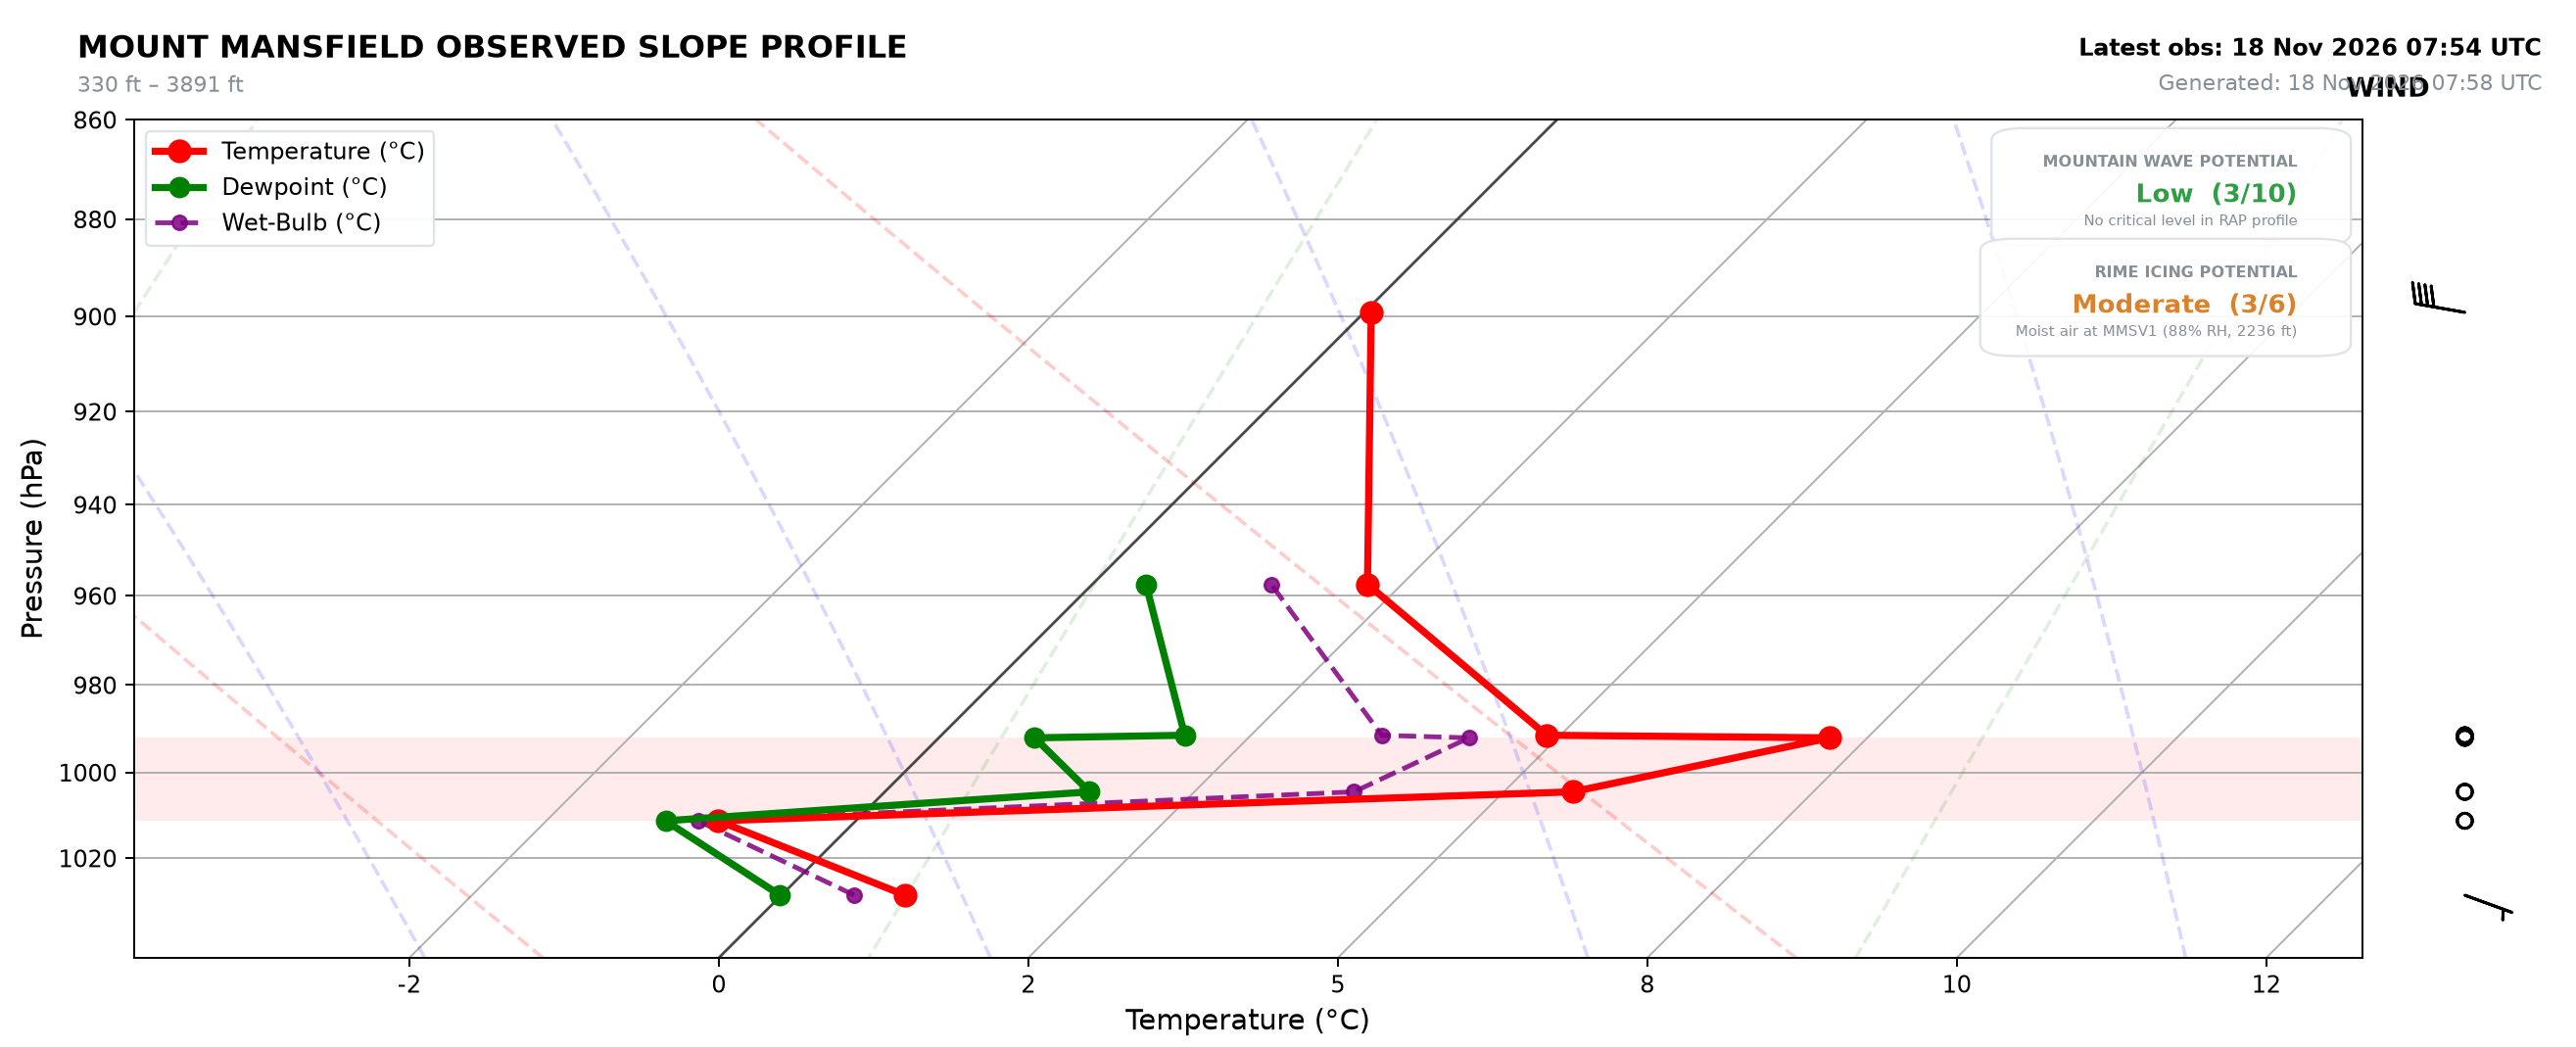 MOUNT MANSFIELD OBSERVED SLOPE PROFILE
330 ft – 3891 ft
Latest obs: 18 Nov 2026 07:54 UTC
Generated: 18 Nov 2026 07:58 UTC
WIND
Temperature (°C)
Dewpoint (°C)
Wet-Bulb (°C)
MOUNTAIN WAVE POTENTIAL
Low (3/10)
No critical level in RAP profile
RIME ICING POTENTIAL
Moderate (3/6)
Moist air at MMSV1 (88% RH, 2236 ft)
Pressure (hPa)
860
880
900
920
940
960
980
1000
1020
-2 0 2 5 8 10 12
Temperature (°C)